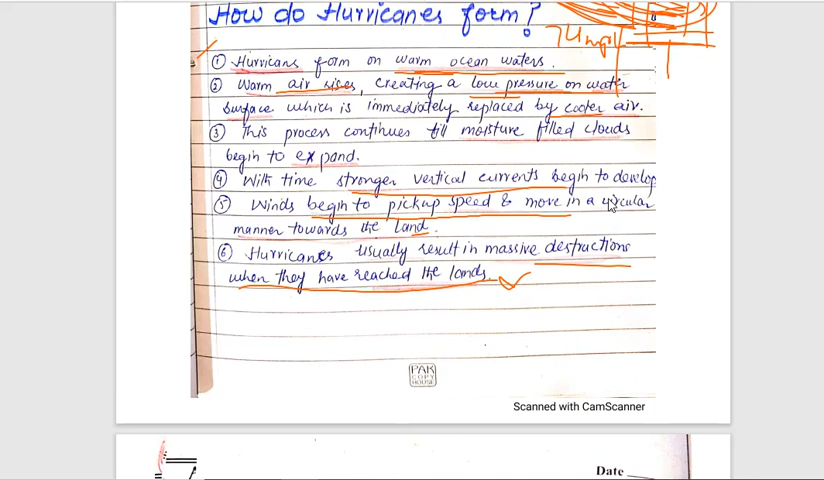 How do Hurricanes form?
74 mph
① Hurricans form on warm ocean waters.
② Warm air rises, creating a low pressure on water
surface which is immediately replaced by cooler air.
③ This process continues till moisture filled clouds
begin to expand.
④ With time stronger vertical currents begin to develop
⑤ Winds begin to pickup speed & move in a circular
manner towards the land.
⑥ Hurricanes usually result in massive destructions
when they have reached the lands.
PAK
COPY
HOUSE
Scanned with CamScanner
Date